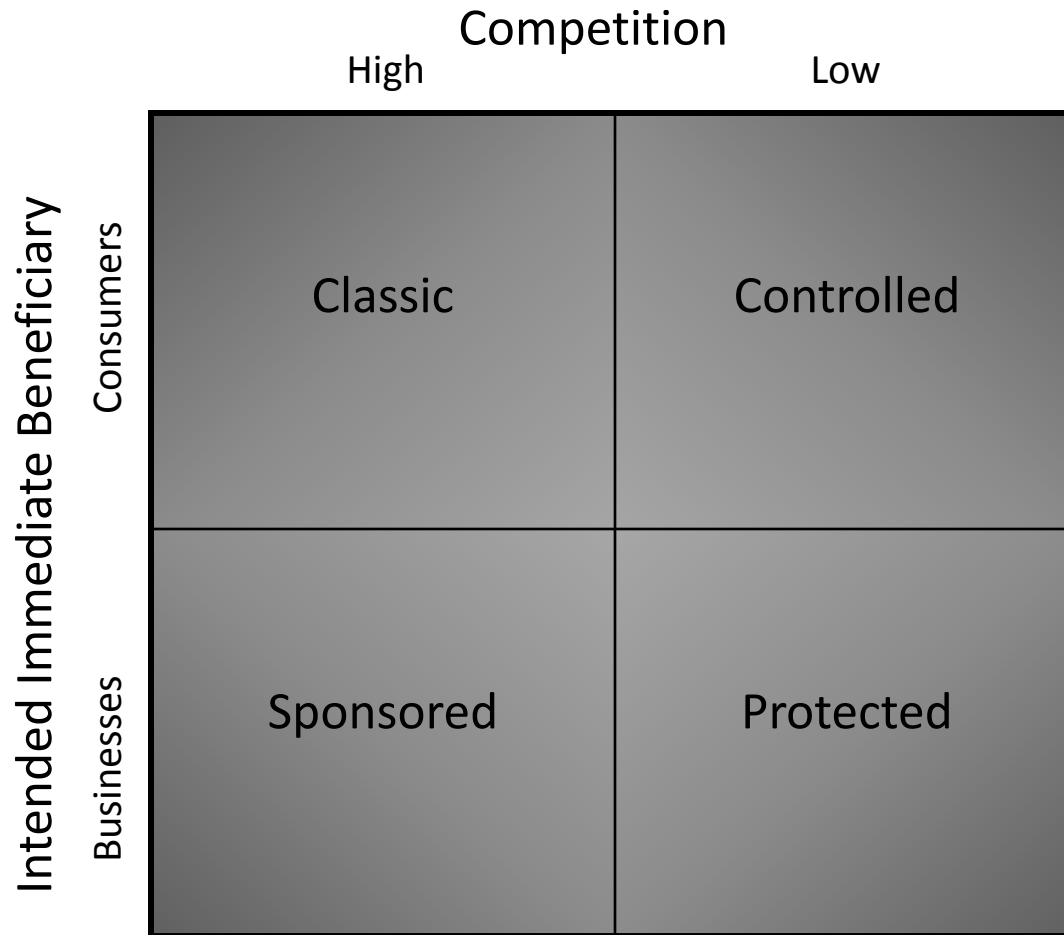 Competition
High Low
Intended Immediate Beneficiary
Consumers
Classic Controlled
Businesses
Sponsored Protected